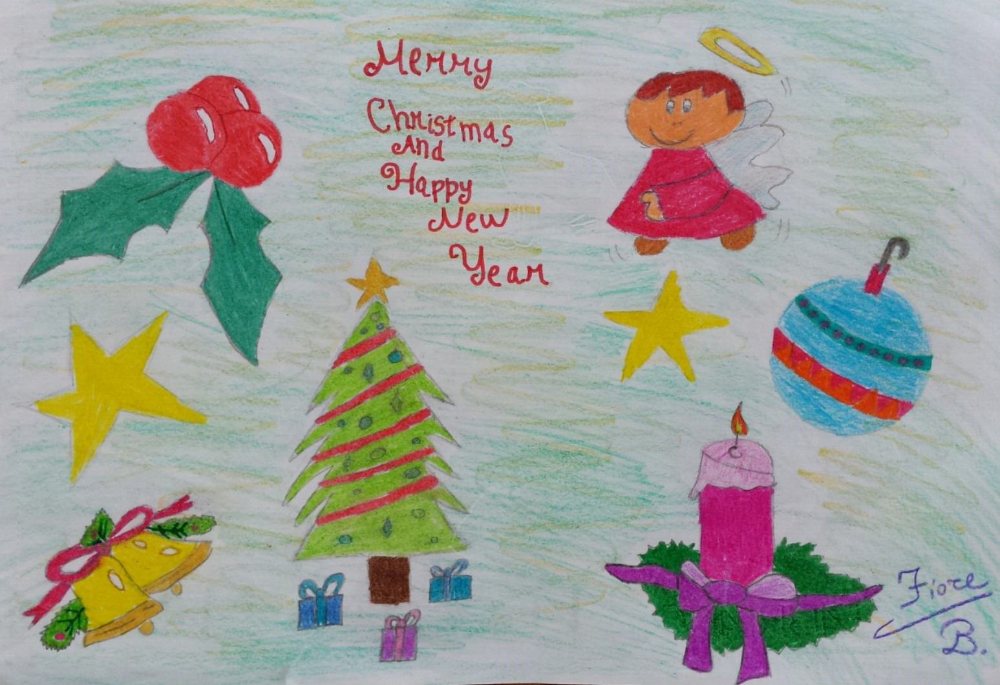 Merry
Christmas
And
Happy
New
Year
Fiore
B.